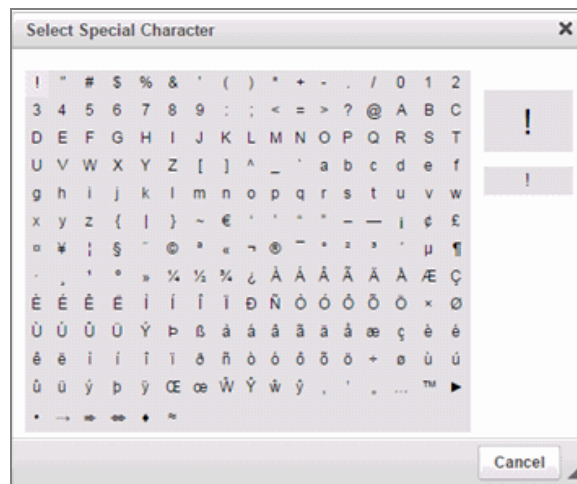 Select Special Character
! " # $ % & ' ( ) * + - . / 0 1 2
3 4 5 6 7 8 9 : ; < = > ? @ A B C
D E F G H I J K L M N O P Q R S T
U V W X Y Z [ ] ^ _ ` a b c d e f
g h i j k l m n o p q r s t u v w
x y z { | } ~ € ‘ ’ “ ” – — ¡ ¢ £
¤ ¥ ¦ § ¨ © ª « ¬ ® ¯ ° ² ³ ´ µ ¶
· ¸ ¹ º » ¼ ½ ¾ ¿ À Á Â Ã Ä Å Æ Ç
È É Ê Ë Ì Í Î Ï Ð Ñ Ò Ó Ô Õ Ö × Ø
Ù Ú Û Ü Ý Þ ß à á â ã ä å æ ç è é
ê ë ì í î ï ð ñ ò ó ô õ ö ÷ ø ù ú
û ü ý þ ÿ Œ œ Ŵ Ŷ ŵ ŷ ‚ ‛ „ … ™ ►
• → ⇒ ⇔ ♦ ≈
!
!
Cancel